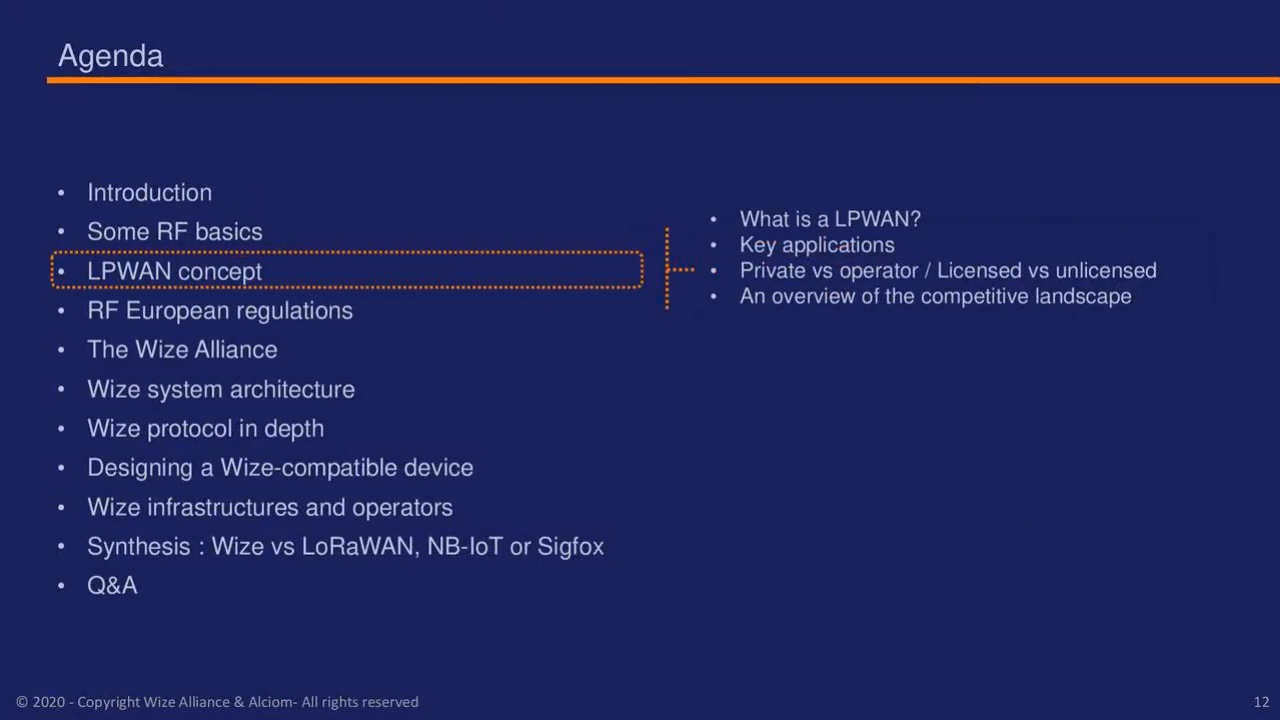 Agenda
• Introduction
• Some RF basics
• LPWAN concept
• RF European regulations
• The Wize Alliance
• Wize system architecture
• Wize protocol in depth
• Designing a Wize-compatible device
• Wize infrastructures and operators
• Synthesis : Wize vs LoRaWAN, NB-IoT or Sigfox
• Q&A
• What is a LPWAN?
• Key applications
• Private vs operator / Licensed vs unlicensed
• An overview of the competitive landscape
© 2020 - Copyright Wize Alliance & Alciom- All rights reserved
12